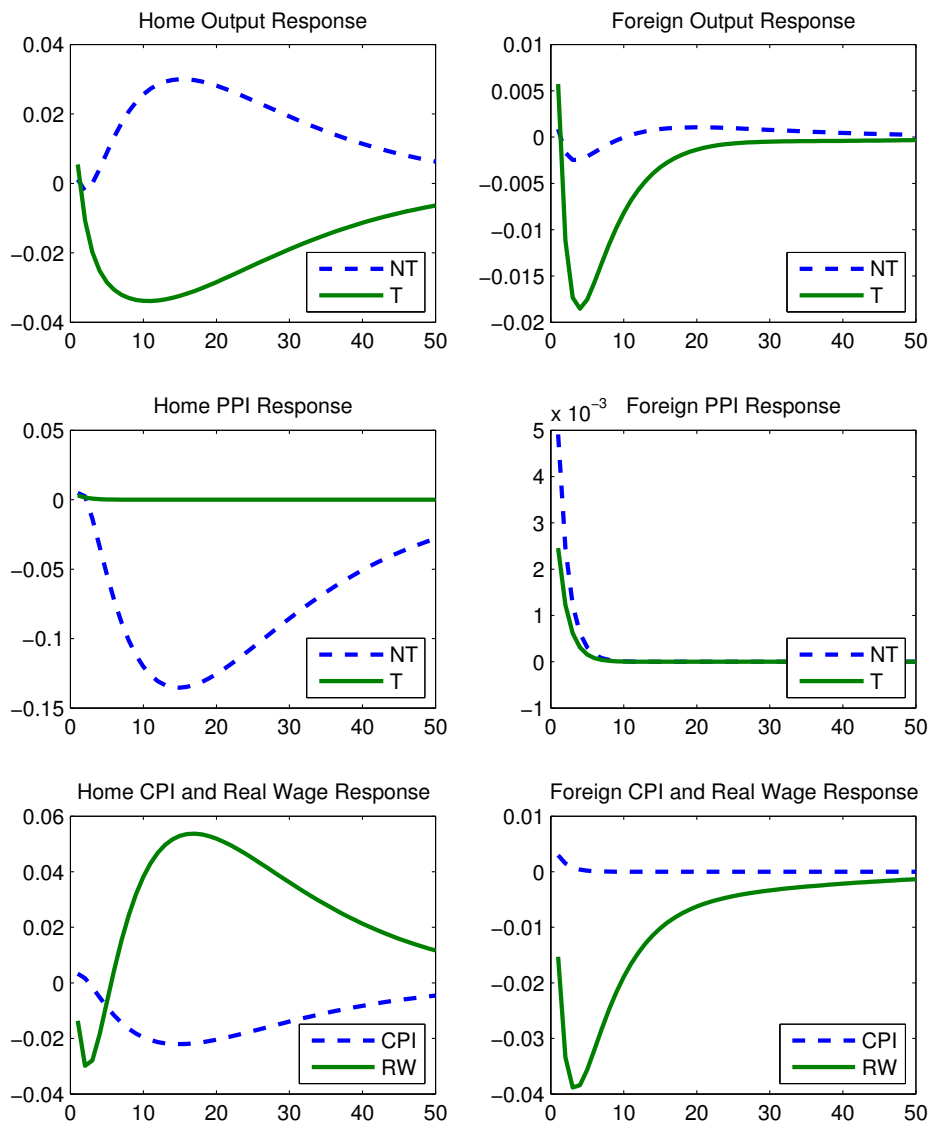 Home Output Response
0.04
0.02
0
−0.02
−0.04
NT
T
0 10 20 30 40 50
Foreign Output Response
0.01
0.005
0
−0.005
−0.01
−0.015
−0.02
NT
T
0 10 20 30 40 50
Home PPI Response
0.05
0
−0.05
−0.1
−0.15
NT
T
0 10 20 30 40 50
Foreign PPI Response
x 10−3
5
4
3
2
1
0
−1
NT
T
0 10 20 30 40 50
Home CPI and Real Wage Response
0.06
0.04
0.02
0
−0.02
−0.04
CPI
RW
0 10 20 30 40 50
Foreign CPI and Real Wage Response
0.01
0
−0.01
−0.02
−0.03
−0.04
CPI
RW
0 10 20 30 40 50